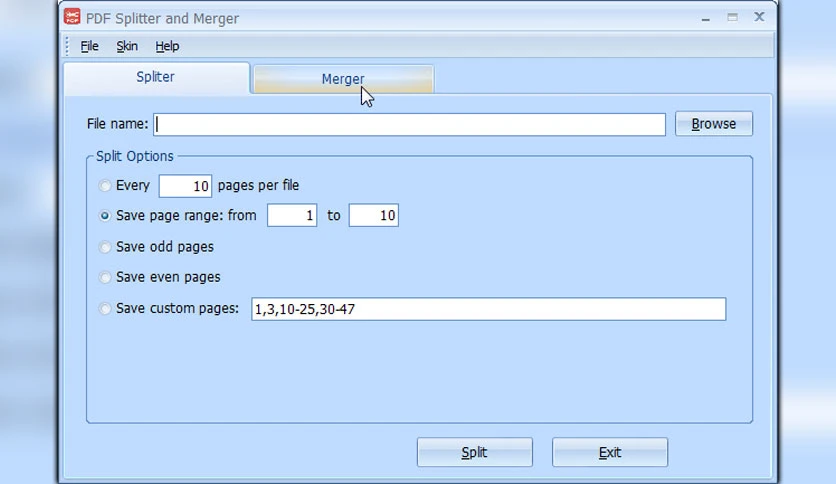 PDF Splitter and Merger
File Skin Help
Spliter Merger
File name: Browse
Split Options
Every 10 pages per file
Save page range: from 1 to 10
Save odd pages
Save even pages
Save custom pages: 1,3,10-25,30-47
Split Exit